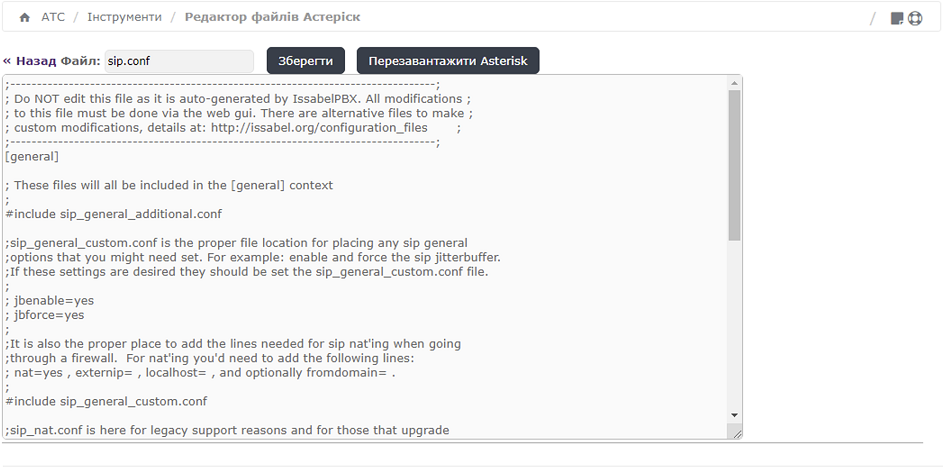 АТС / Інструменти / Редактор файлів Астеріск /
« Назад Файл: sip.conf Зберегти Перезавантажити Asterisk
;-----------------------------------------------------------------------------;
; Do NOT edit this file as it is auto-generated by IssabelPBX. All modifications ;
; to this file must be done via the web gui. There are alternative files to make ;
; custom modifications, details at: http://issabel.org/configuration_files ;
;-----------------------------------------------------------------------------;
[general]
; These files will all be included in the [general] context
;
#include sip_general_additional.conf
;sip_general_custom.conf is the proper file location for placing any sip general
;options that you might need set. For example: enable and force the sip jitterbuffer.
;If these settings are desired they should be set the sip_general_custom.conf file.
;
; jbenable=yes
; jbforce=yes
;
;It is also the proper place to add the lines needed for sip nat'ing when going
;through a firewall. For nat'ing you'd need to add the following lines:
; nat=yes , externip= , localhost= , and optionally fromdomain= .
;
#include sip_general_custom.conf
;sip_nat.conf is here for legacy support reasons and for those that upgrade